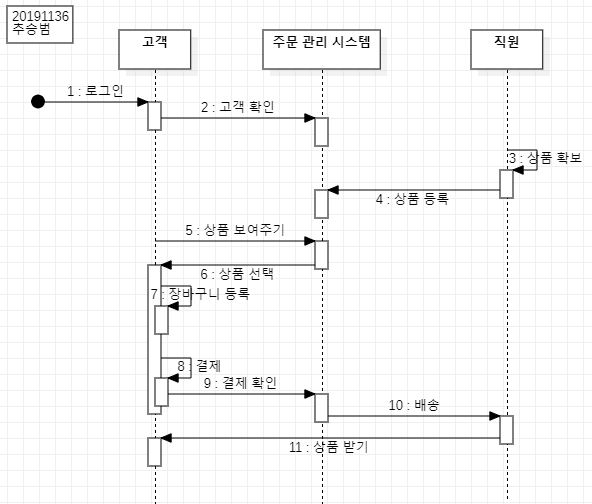 20191136
추승범
고객
주문 관리 시스템
직원
1 : 로그인
2 : 고객 확인
3 : 상품 확보
4 : 상품 등록
5 : 상품 보여주기
6 : 상품 선택
7 : 장바구니 등록
8 : 결제
9 : 결제 확인
10 : 배송
11 : 상품 받기